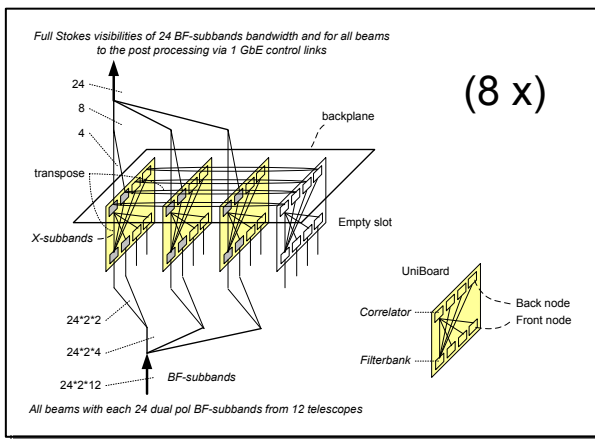 Full Stokes visibilities of 24 BF-subbands bandwidth and for all beams
to the post processing via 1 GbE control links
24
8
4
(8 x)
backplane
transpose
X-subbands
Empty slot
UniBoard
Correlator
Back node
Front node
Filterbank
24*2*2
24*2*4
24*2*12
BF-subbands
All beams with each 24 dual pol BF-subbands from 12 telescopes